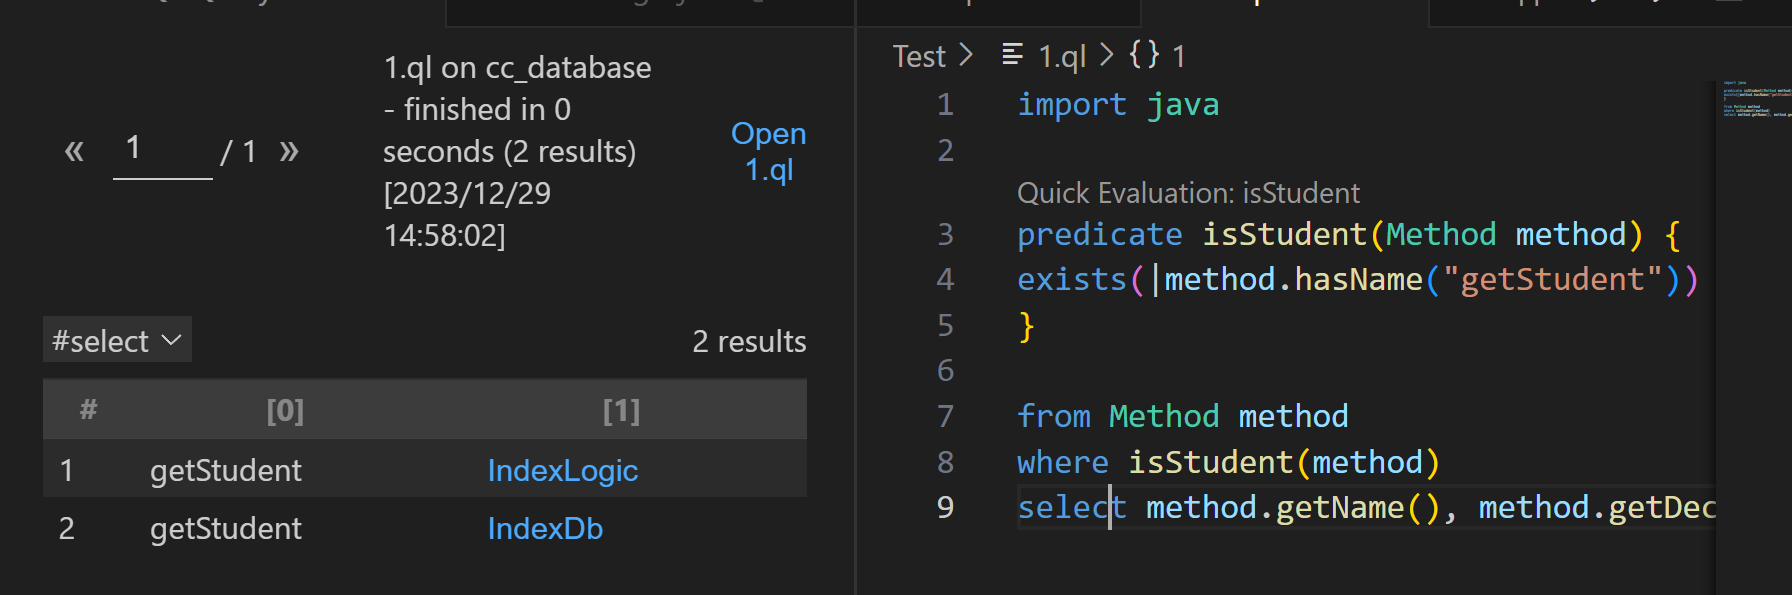 1.ql on cc_database
- finished in 0
seconds (2 results)
[2023/12/29
14:58:02]
« 1 / 1 »
Open
1.ql
#select
2 results
# [0] [1]
1 getStudent IndexLogic
2 getStudent IndexDb
Test > 1.ql > {} 1
1 import java
2
Quick Evaluation: isStudent
3 predicate isStudent(Method method) {
4 exists(|method.hasName("getStudent"))
5 }
6
7 from Method method
8 where isStudent(method)
9 select method.getName(), method.getDec